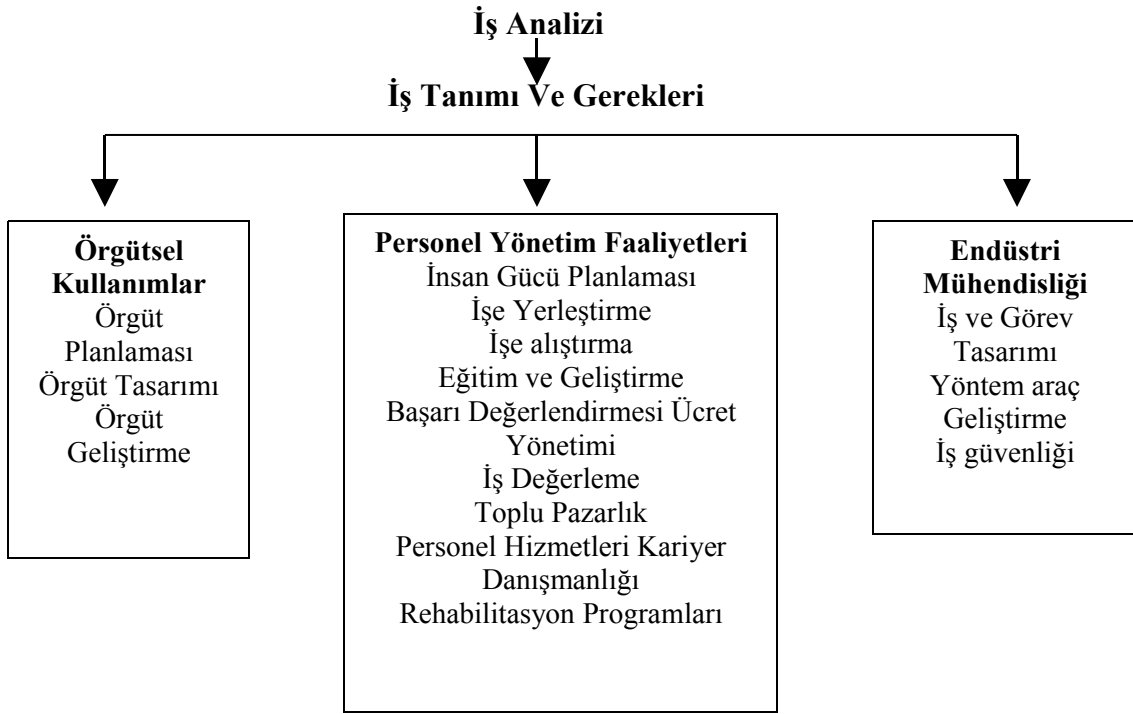 İş Analizi
İş Tanımı Ve Gerekleri
Örgütsel
Kullanımlar
Örgüt
Planlaması
Örgüt Tasarımı
Örgüt
Geliştirme
Personel Yönetim Faaliyetleri
İnsan Gücü Planlaması
İşe Yerleştirme
İşe alıştırma
Eğitim ve Geliştirme
Başarı Değerlendirmesi Ücret
Yönetimi
İş Değerleme
Toplu Pazarlık
Personel Hizmetleri Kariyer
Danışmanlığı
Rehabilitasyon Programları
Endüstri
Mühendisliği
İş ve Görev
Tasarımı
Yöntem araç
Geliştirme
İş güvenliği